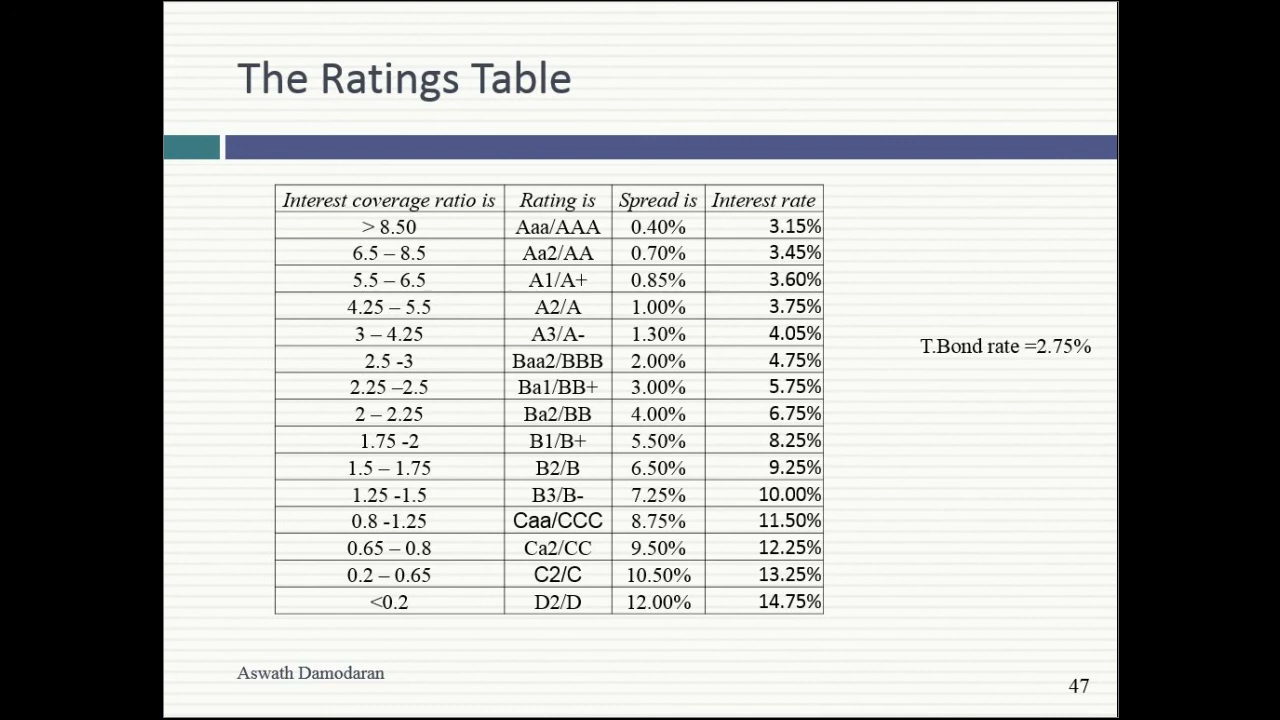 The Ratings Table
Interest coverage ratio is Rating is Spread is Interest rate
> 8.50 Aaa/AAA 0.40% 3.15%
6.5 – 8.5 Aa2/AA 0.70% 3.45%
5.5 – 6.5 A1/A+ 0.85% 3.60%
4.25 – 5.5 A2/A 1.00% 3.75%
3 – 4.25 A3/A- 1.30% 4.05%
2.5 -3 Baa2/BBB 2.00% 4.75%
2.25 –2.5 Ba1/BB+ 3.00% 5.75%
2 – 2.25 Ba2/BB 4.00% 6.75%
1.75 -2 B1/B+ 5.50% 8.25%
1.5 – 1.75 B2/B 6.50% 9.25%
1.25 -1.5 B3/B- 7.25% 10.00%
0.8 -1.25 Caa/CCC 8.75% 11.50%
0.65 – 0.8 Ca2/CC 9.50% 12.25%
0.2 – 0.65 C2/C 10.50% 13.25%
<0.2 D2/D 12.00% 14.75%
T.Bond rate =2.75%
Aswath Damodaran
47